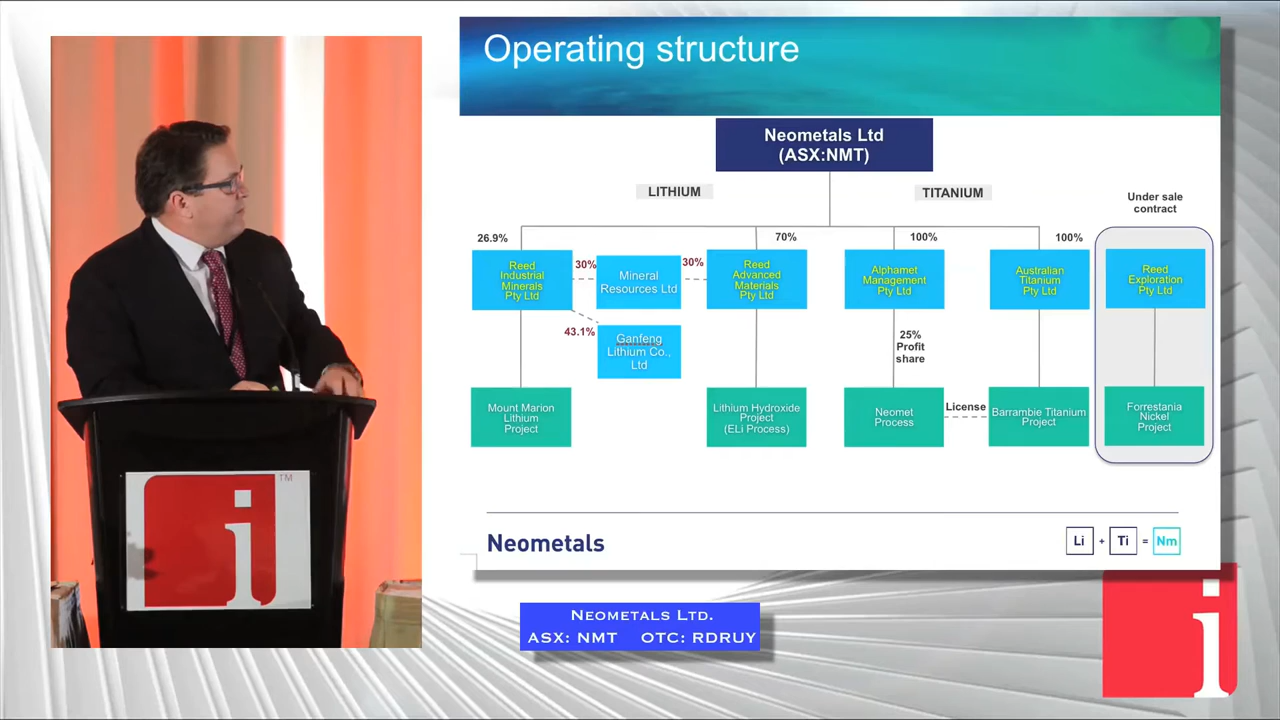 Operating structure
Neometals Ltd
(ASX:NMT)
LITHIUM
TITANIUM
Under sale
contract
26.9%
70%
100%
100%
Reed
Industrial
Minerals
Pty Ltd
30%
Mineral
Resources Ltd
30%
Reed
Advanced
Materials
Pty Ltd
Alphamet
Management
Pty Ltd
Australian
Titanium
Pty Ltd
Reed
Exploration
Pty Ltd
43.1%
Ganfeng
Lithium Co.,
Ltd
25%
Profit
share
Mount Marion
Lithium
Project
Lithium Hydroxide
Project
(ELi Process)
Neomet
Process
License
Barrambie Titanium
Project
Forrestania
Nickel
Project
Neometals
Li + Ti = Nm
i TM
NEOMETALS LTD.
ASX: NMT OTC: RDRUY
i